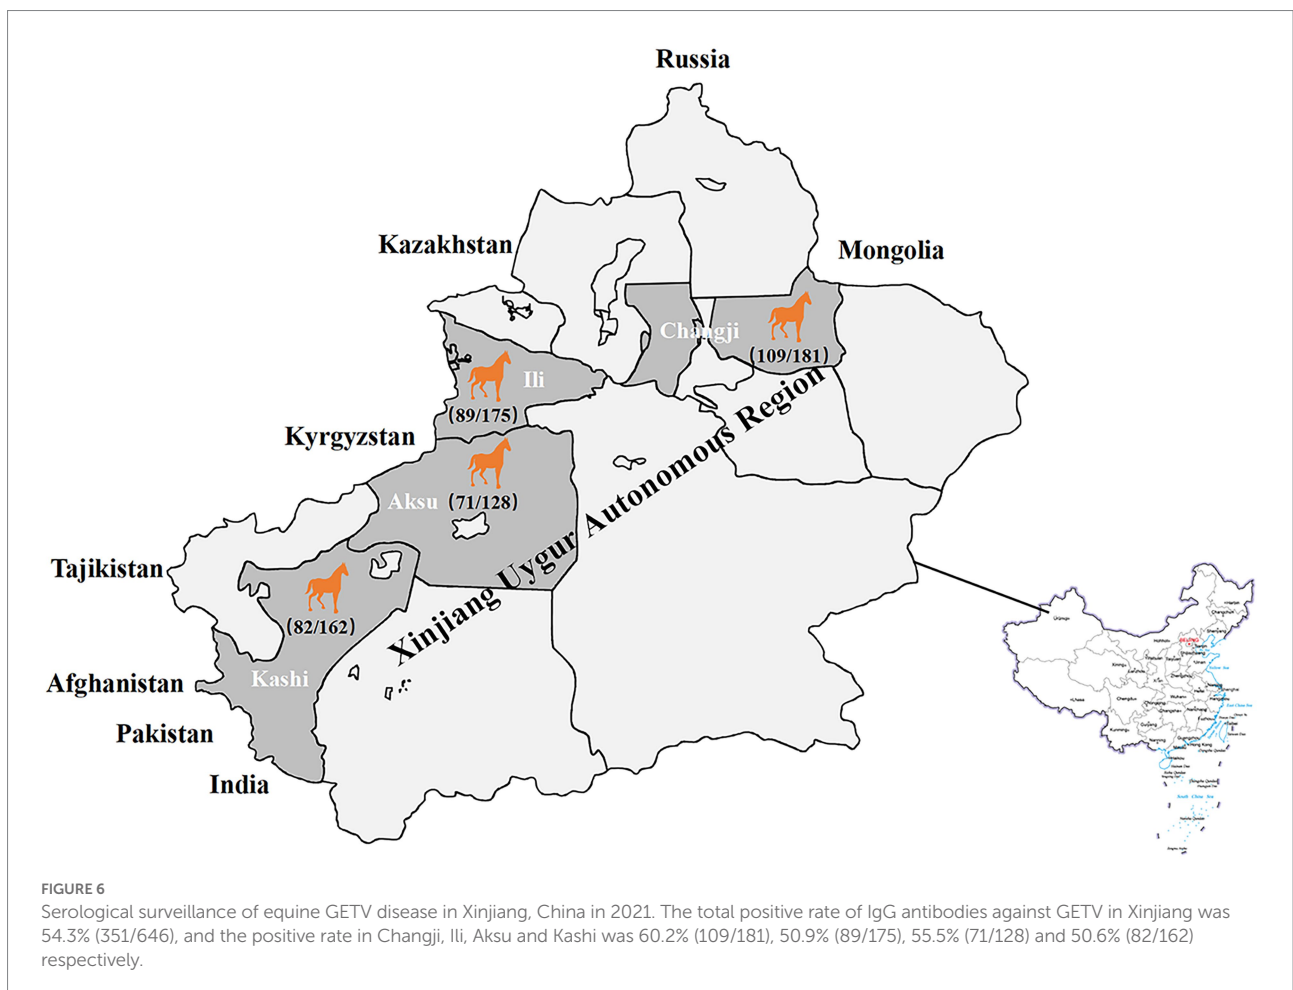 Russia
Kazakhstan
Mongolia
Changji
(109/181)
Ili
(89/175)
Kyrgyzstan
Aksu
(71/128)
Xinjiang Uygur Autonomous Region
Tajikistan
(82/162)
Kashi
Afghanistan
Pakistan
India
FIGURE 6
Serological surveillance of equine GETV disease in Xinjiang, China in 2021. The total positive rate of IgG antibodies against GETV in Xinjiang was
54.3% (351/646), and the positive rate in Changji, Ili, Aksu and Kashi was 60.2% (109/181), 50.9% (89/175), 55.5% (71/128) and 50.6% (82/162)
respectively.